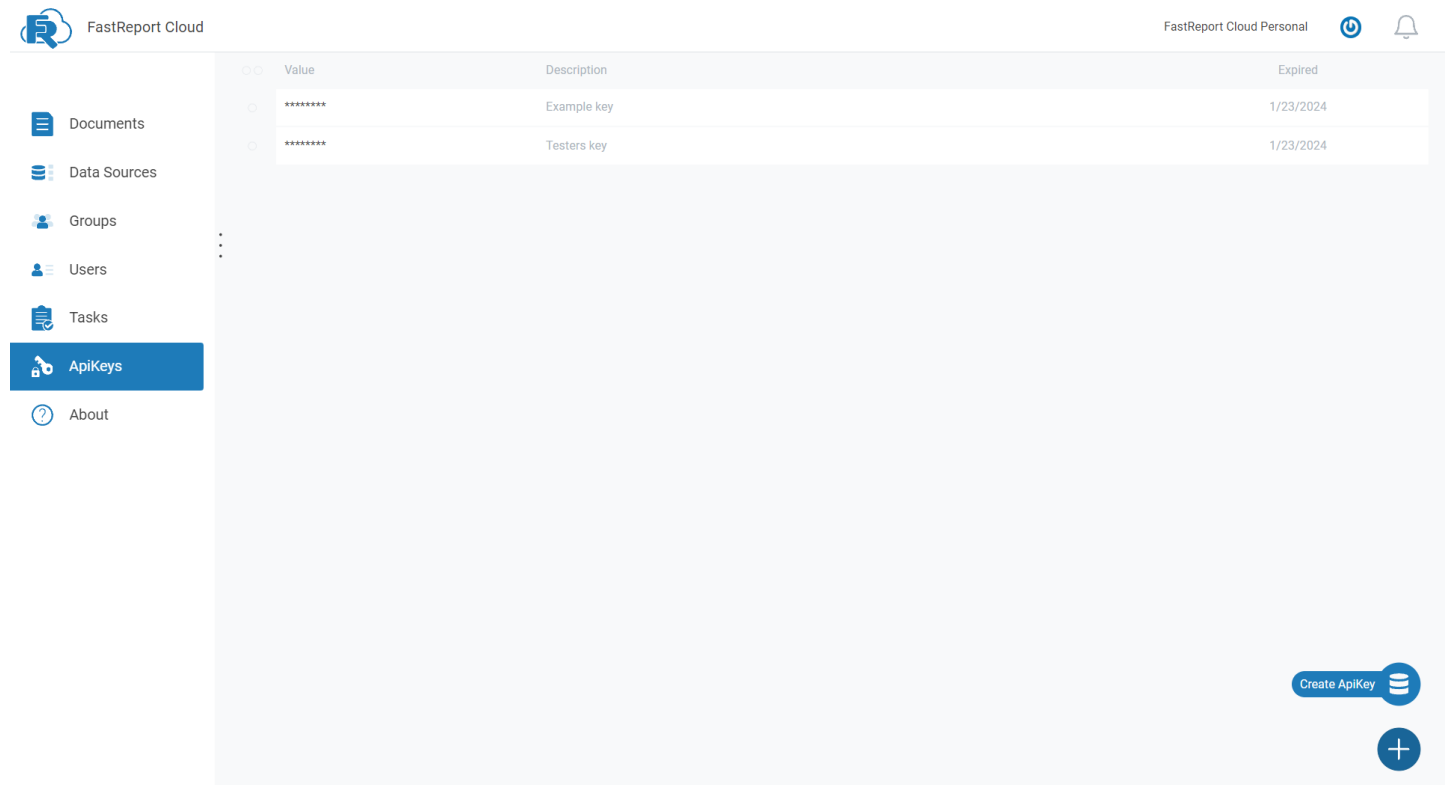 FastReport Cloud
FastReport Cloud Personal
Documents
Data Sources
Groups
Users
Tasks
ApiKeys
About
Value Description Expired
******** Example key 1/23/2024
******** Testers key 1/23/2024
Create ApiKey